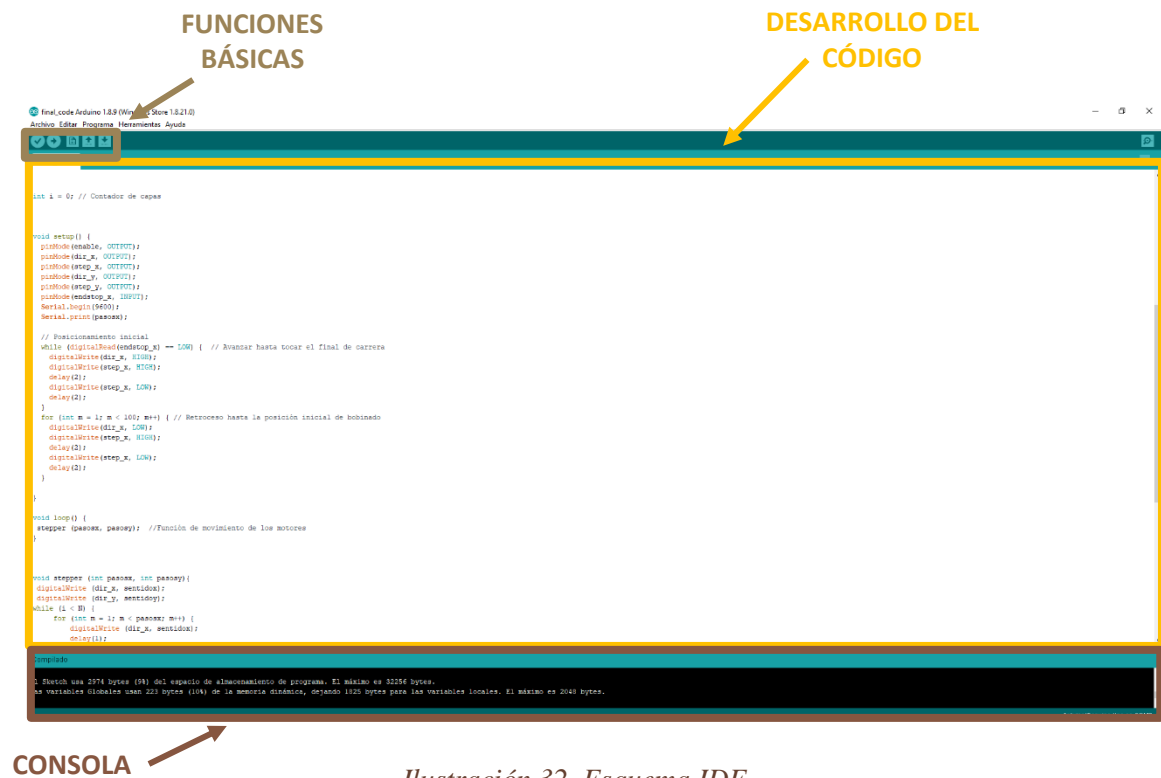 FUNCIONES
BÁSICAS
DESARROLLO DEL
CÓDIGO
final_code Arduino 1.8.9 (Windows Store 1.8.21.0)
Archivo Editar Programa Herramientas Ayuda
int i = 0; // Contador de capas
void setup() {
pinMode(enable, OUTPUT);
pinMode(dir_x, OUTPUT);
pinMode(step_x, OUTPUT);
pinMode(dir_y, OUTPUT);
pinMode(step_y, OUTPUT);
pinMode(endstop_x, INPUT);
Serial.begin(9600);
Serial.print(pasosx);
// Posicionamiento inicial
while (digitalRead(endstop_x) == LOW) { // Avanzar hasta tocar el final de carrera
digitalWrite(dir_x, HIGH);
digitalWrite(step_x, HIGH);
delay(2);
digitalWrite(step_x, LOW);
delay(2);
}
for (int m = 1; m < 100; m++) { // Retroceso hasta la posición inicial de bobinado
digitalWrite(dir_x, LOW);
digitalWrite(step_x, HIGH);
delay(2);
digitalWrite(step_x, LOW);
delay(2);
}
}
void loop() {
stepper (pasosx, pasosy); //Función de movimiento de los motores
}
void stepper (int pasosx, int pasosy){
digitalWrite (dir_x, sentidox);
digitalWrite (dir_y, sentidoy);
while (i < N) {
for (int m = 1; m < pasosx; m++) {
digitalWrite (dir_x, sentidox);
delay(1);
Compilado
l Sketch usa 2974 bytes (9%) del espacio de almacenamiento de programa. El máximo es 32256 bytes.
as variables Globales usan 223 bytes (10%) de la memoria dinámica, dejando 1825 bytes para las variables locales. El máximo es 2048 bytes.
CONSOLA
Ilustración 32. Esquema IDE